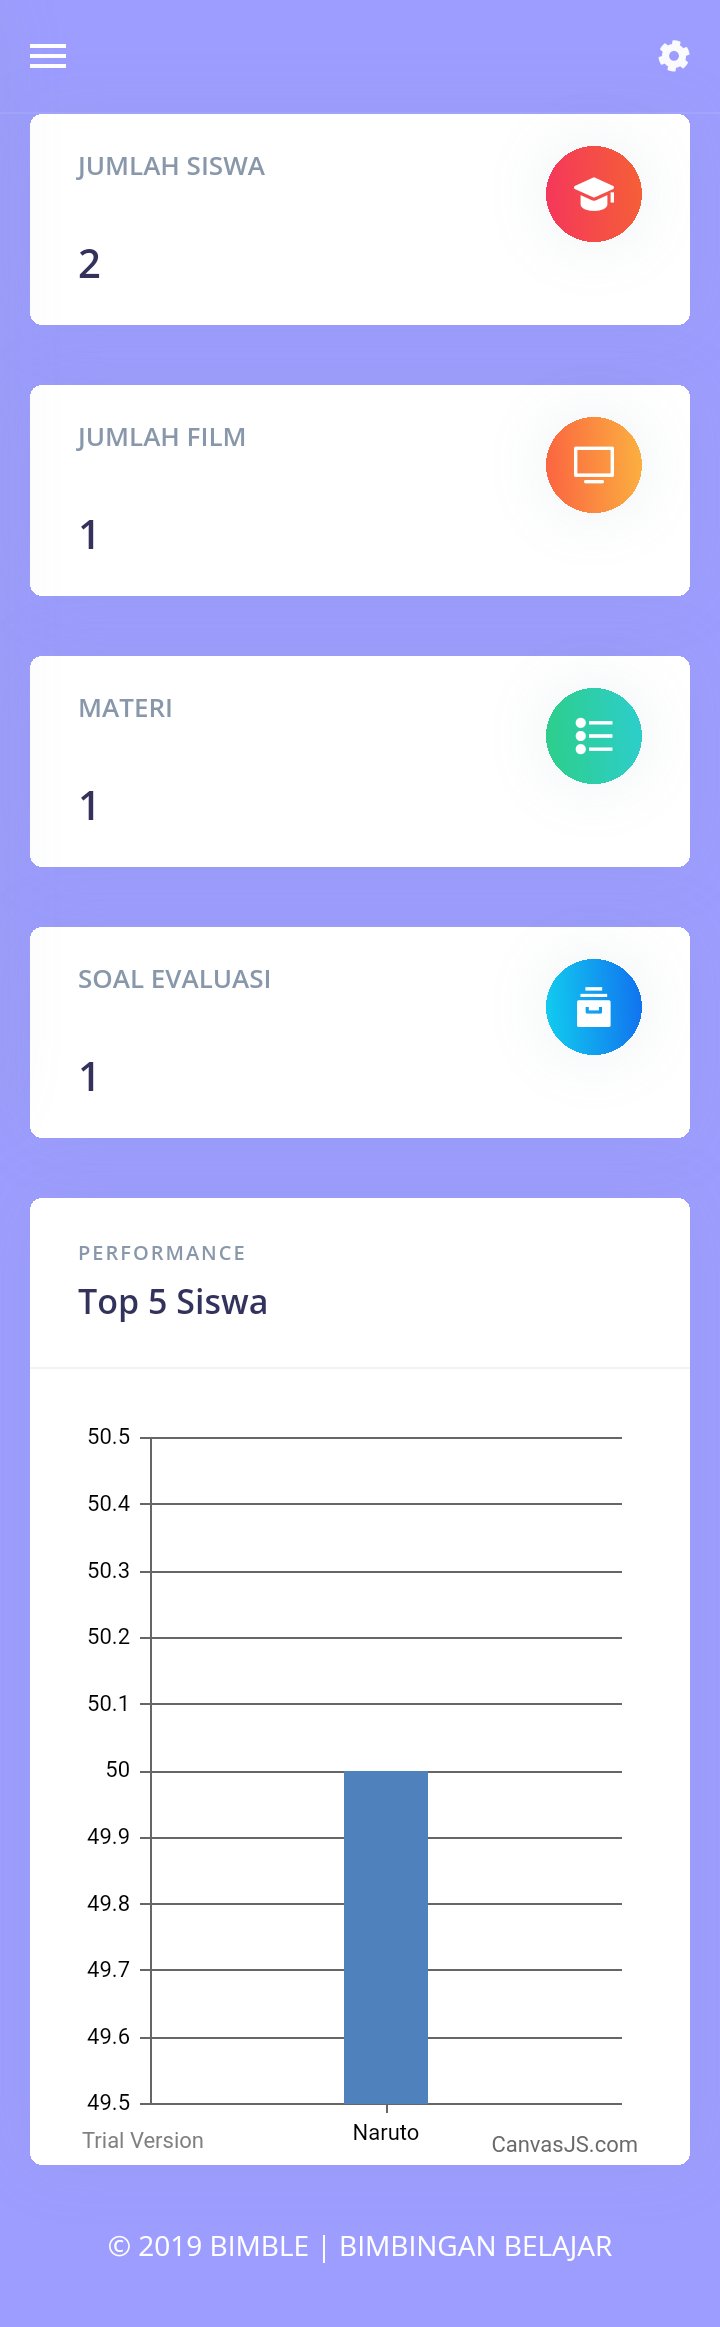 JUMLAH SISWA
2
JUMLAH FILM
1
MATERI
1
SOAL EVALUASI
1
PERFORMANCE
Top 5 Siswa
50.5
50.4
50.3
50.2
50.1
50
49.9
49.8
49.7
49.6
49.5
Naruto
Trial Version
CanvasJS.com
© 2019 BIMBLE | BIMBINGAN BELAJAR